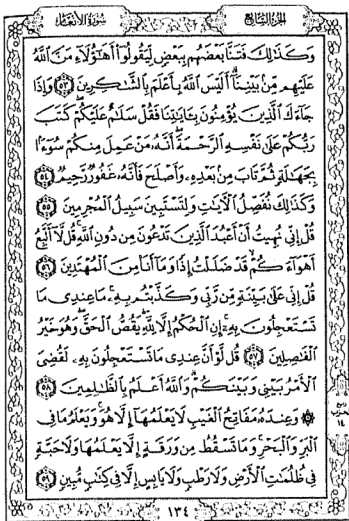 الجزء السابع
سورة الأنعام
وَكَذَٰلِكَ فَتَنَّا بَعْضَهُم بِبَعْضٍ لِّيَقُولُوٓا۟ أَهَٰٓؤُلَآءِ مَنَّ ٱللَّهُ
عَلَيْهِم مِّنۢ بَيْنِنَآ ۗ أَلَيْسَ ٱللَّهُ بِأَعْلَمَ بِٱلشَّٰكِرِينَ ٥٣ وَإِذَا
جَآءَكَ ٱلَّذِينَ يُؤْمِنُونَ بِـَٔايَٰتِنَا فَقُلْ سَلَٰمٌ عَلَيْكُمْ ۖ كَتَبَ
رَبُّكُمْ عَلَىٰ نَفْسِهِ ٱلرَّحْمَةَ ۖ أَنَّهُۥ مَنْ عَمِلَ مِنكُمْ سُوٓءًۢا
بِجَهَٰلَةٍ ثُمَّ تَابَ مِنۢ بَعْدِهِۦ وَأَصْلَحَ فَأَنَّهُۥ غَفُورٌ رَّحِيمٌ ٥٤
وَكَذَٰلِكَ نُفَصِّلُ ٱلْـَٔايَٰتِ وَلِتَسْتَبِينَ سَبِيلُ ٱلْمُجْرِمِينَ ٥٥
قُلْ إِنِّى نُهِيتُ أَنْ أَعْبُدَ ٱلَّذِينَ تَدْعُونَ مِن دُونِ ٱللَّهِ ۚ قُل لَّآ أَتَّبِعُ
أَهْوَآءَكُمْ ۙ قَدْ ضَلَلْتُ إِذًا وَمَآ أَنَا۠ مِنَ ٱلْمُهْتَدِينَ ٥٦
قُلْ إِنِّى عَلَىٰ بَيِّنَةٍ مِّن رَّبِّى وَكَذَّبْتُم بِهِۦ ۚ مَا عِندِى مَا
تَسْتَعْجِلُونَ بِهِۦٓ ۚ إِنِ ٱلْحُكْمُ إِلَّا لِلَّهِ ۖ يَقُصُّ ٱلْحَقَّ ۖ وَهُوَ خَيْرُ
ٱلْفَٰصِلِينَ ٥٧ قُل لَّوْ أَنَّ عِندِى مَا تَسْتَعْجِلُونَ بِهِۦ لَقُضِىَ
ٱلْأَمْرُ بَيْنِى وَبَيْنَكُمْ ۗ وَٱللَّهُ أَعْلَمُ بِٱلظَّٰلِمِينَ ٥٨
۞ وَعِندَهُۥ مَفَاتِحُ ٱلْغَيْبِ لَا يَعْلَمُهَآ إِلَّا هُوَ ۚ وَيَعْلَمُ مَا فِى
ٱلْبَرِّ وَٱلْبَحْرِ ۚ وَمَا تَسْقُطُ مِن وَرَقَةٍ إِلَّا يَعْلَمُهَا وَلَا حَبَّةٍ
فِى ظُلُمَٰتِ ٱلْأَرْضِ وَلَا رَطْبٍ وَلَا يَابِسٍ إِلَّا فِى كِتَٰبٍ مُّبِينٍ ٥٩
ربع
حزب
١٤
١٣٤